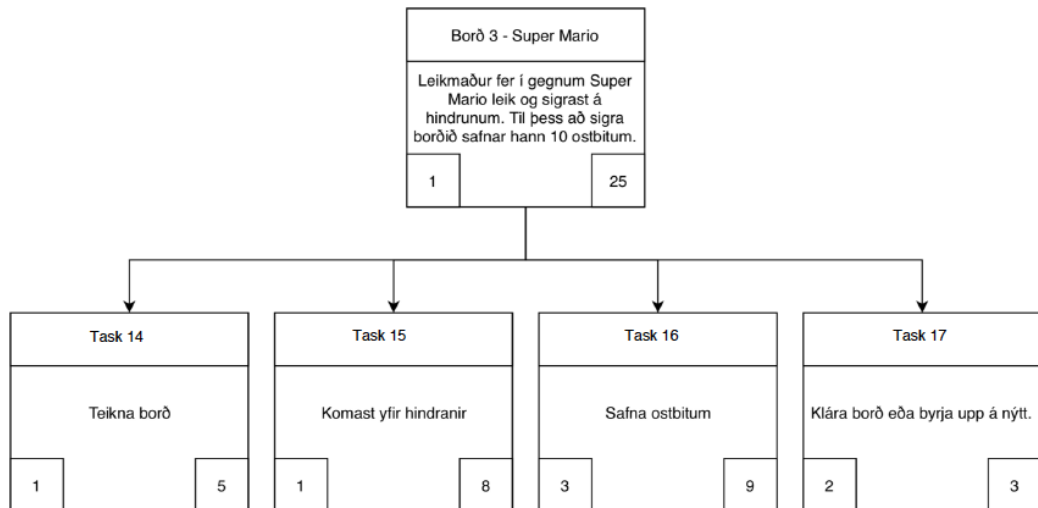 Borð 3 - Super Mario
Leikmaður fer í gegnum Super
Mario leik og sigrast á
hindrunum. Til þess að sigra
borðið safnar hann 10 ostbitum.
1
25
Task 14
Task 15
Task 16
Task 17
Teikna borð
Komast yfir hindranir
Safna ostbitum
Klára borð eða byrja upp á nýtt.
1
5
1
8
3
9
2
3